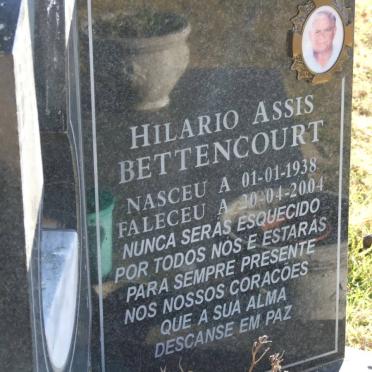 HILARIO ASSIS
BETTENCOURT
NASCEU A 01-01-1938
FALECEU A 20-04-2004
NUNCA SERÁS ESQUECIDO
POR TODOS NÓS E ESTARÁS
PARA SEMPRE PRESENTE
NOS NOSSOS CORACÕES
QUE A SUA ALMA
DESCANSE EM PAZ